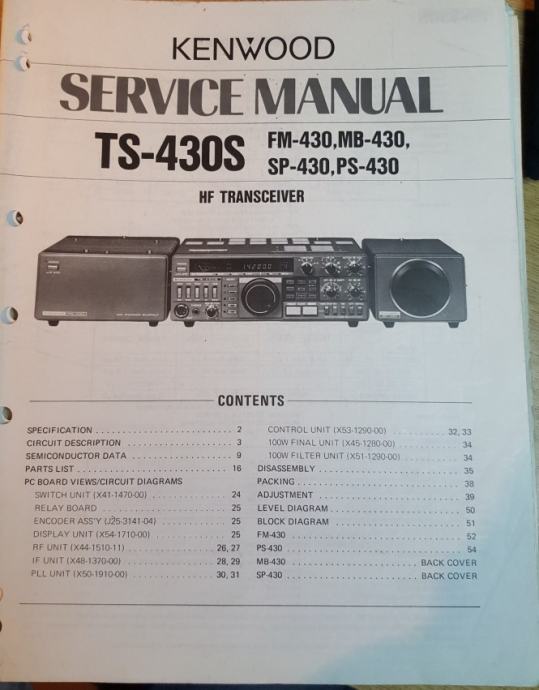 KENWOOD
SERVICE MANUAL
TS-430S
FM-430,MB-430,
SP-430,PS-430
HF TRANSCEIVER
CONTENTS
SPECIFICATION 2
CIRCUIT DESCRIPTION 3
SEMICONDUCTOR DATA 9
PARTS LIST 16
PC BOARD VIEWS/CIRCUIT DIAGRAMS
SWITCH UNIT (X41-1470-00) 24
RELAY BOARD 25
ENCODER ASS'Y (J25-3141-04) 25
DISPLAY UNIT (X54-1710-00) 25
RF UNIT (X44-1510-11) 26, 27
IF UNIT (X48-1370-00) 28, 29
PLL UNIT (X50-1910-00) 30, 31
CONTROL UNIT (X53-1290-00) 32, 33
100W FINAL UNIT (X45-1280-00) 34
100W FILTER UNIT (X51-1290-00) 34
DISASSEMBLY 35
PACKING 38
ADJUSTMENT 39
LEVEL DIAGRAM 50
BLOCK DIAGRAM 51
FM-430 52
PS-430 54
MB-430 BACK COVER
SP-430 BACK COVER